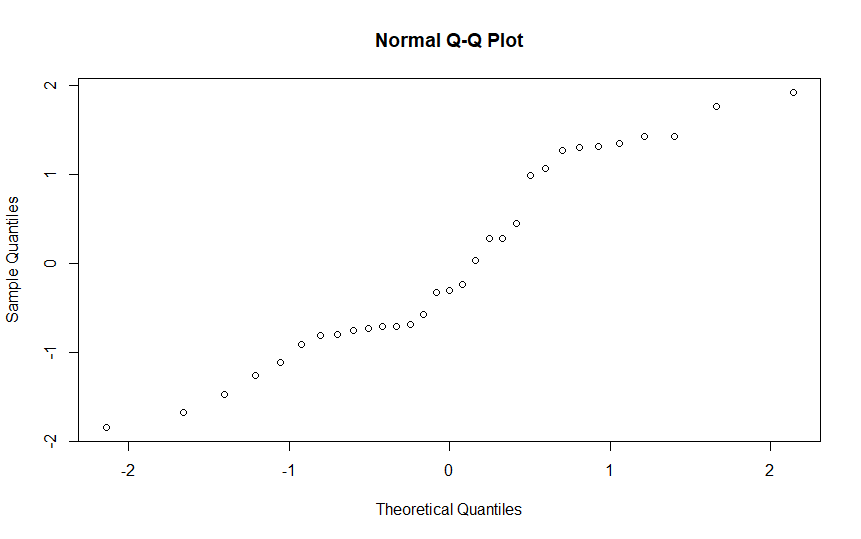 Normal Q-Q Plot
Sample Quantiles
2
1
0
-1
-2
-2 -1 0 1 2
Theoretical Quantiles